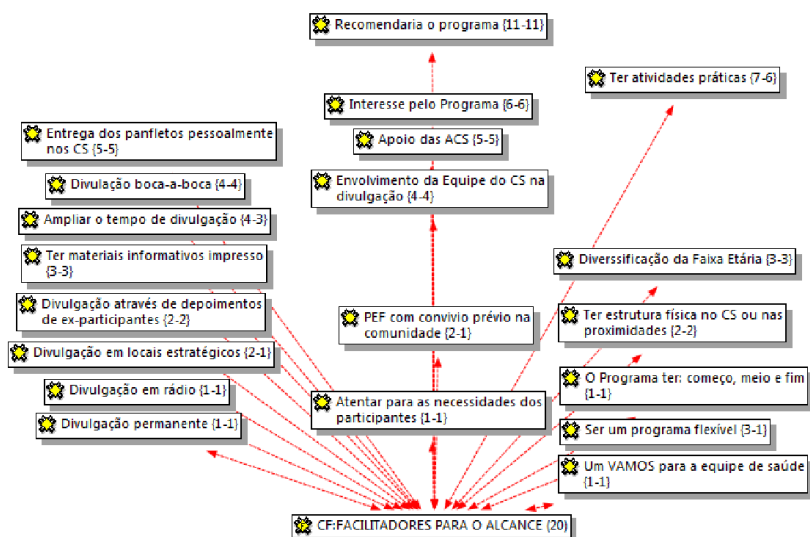 Recomendaria o programa {11-11}
Ter atividades práticas {7-6}
Interesse pelo Programa {6-6}
Entrega dos panfletos pessoalmente
nos CS {5-5}
Apoio das ACS {5-5}
Divulação boca-a-boca {4-4}
Envolvimento da Equipe do CS na
divulgação {4-4}
Ampliar o tempo de divulgação {4-3}
Ter materiais informativos impresso
{3-3}
Diverssificação da Faixa Etária {3-3}
Divulgação através de depoimentos
de ex-participantes {2-2}
PEF com convivio prévio na
comunidade {2-1}
Ter estrutura física no CS ou nas
proximidades {2-2}
Divulgação em locais estratégicos {2-1}
O Programa ter: começo, meio e fim
{1-1}
Divulgação em rádio {1-1}
Atentar para as necessidades dos
participantes {1-1}
Divulgação permanente {1-1}
Ser um programa flexível {3-1}
Um VAMOS para a equipe de saúde
{1-1}
CF:FACILITADORES PARA O ALCANCE {20}